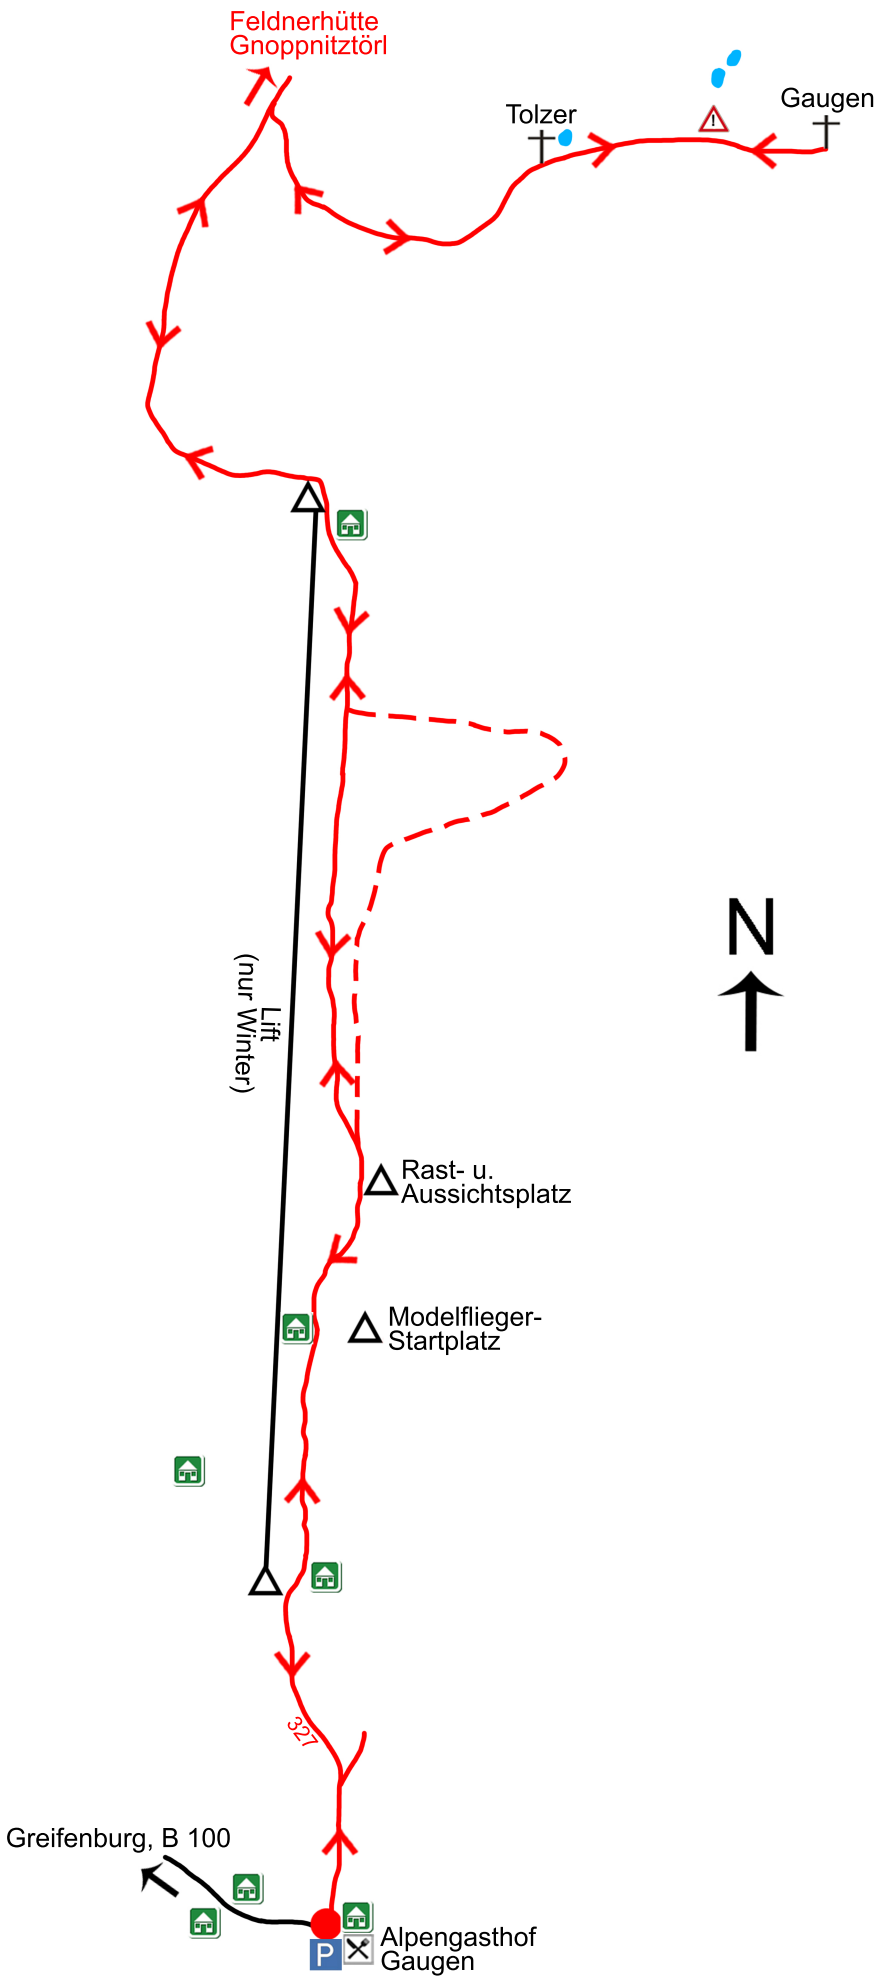 Feldnerhütte
Gnoppnitztörl
Gaugen
Tolzer
!
N
Lift
(nur Winter)
Rast- u.
Aussichtsplatz
Modelflieger-
Startplatz
327
Greifenburg, B 100
Alpengasthof
Gaugen
P